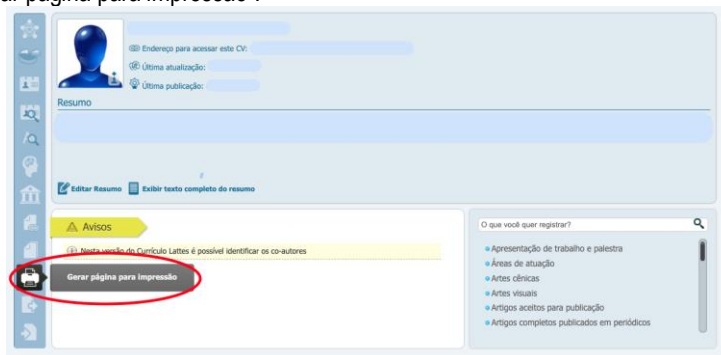 ar página para impressão".
Endereço para acessar este CV:
Última atualização:
Última publicação:
Resumo
Editar Resumo Exibir texto completo do resumo
Avisos
Nesta versão do Currículo Lattes é possível identificar os co-autores
Gerar página para impressão
O que você quer registrar?
Apresentação de trabalho e palestra
Áreas de atuação
Artes cênicas
Artes visuais
Artigos aceitos para publicação
Artigos completos publicados em periódicos